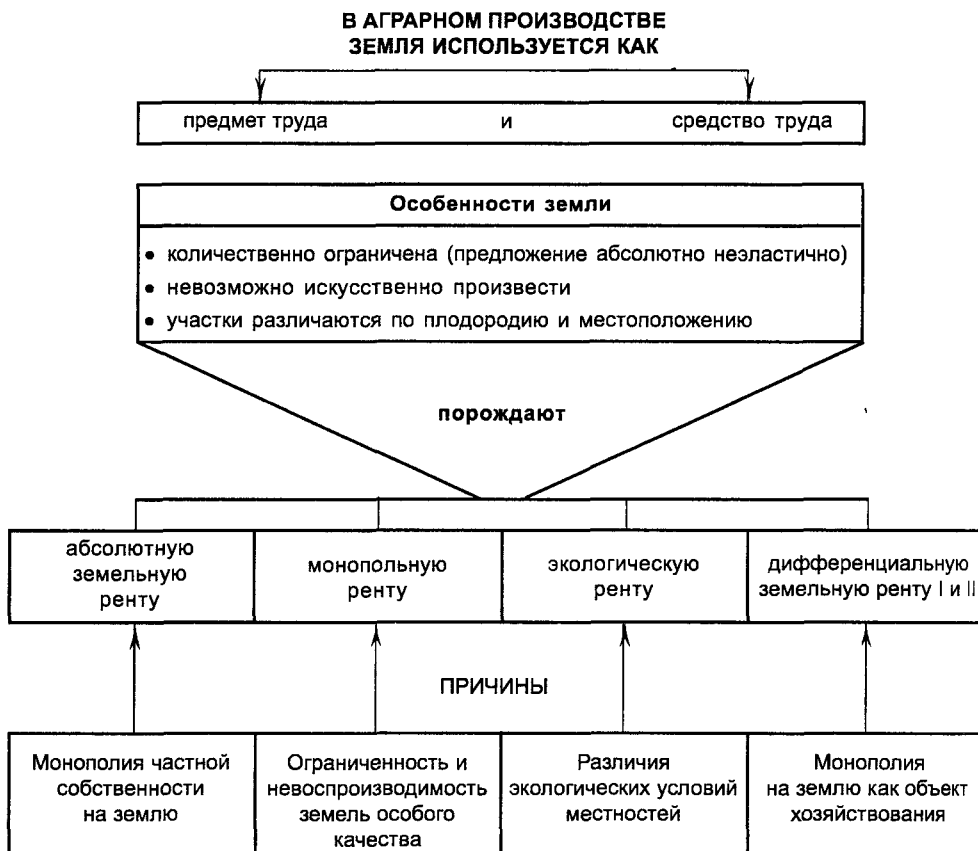 В АГРАРНОМ ПРОИЗВОДСТВЕ
ЗЕМЛЯ ИСПОЛЬЗУЕТСЯ КАК
предмет труда и средство труда
Особенности земли
• количественно ограничена (предложение абсолютно неэластично)
• невозможно искусственно произвести
• участки различаются по плодородию и местоположению
порождают
абсолютную
земельную
ренту
монопольную
ренту
экологическую
ренту
дифференциальную
земельную ренту I и II
ПРИЧИНЫ
Монополия частной
собственности
на землю
Ограниченность и
невоспроизводимость
земель особого
качества
Различия
экологических условий
местностей
Монополия
на землю как объект
хозяйствования